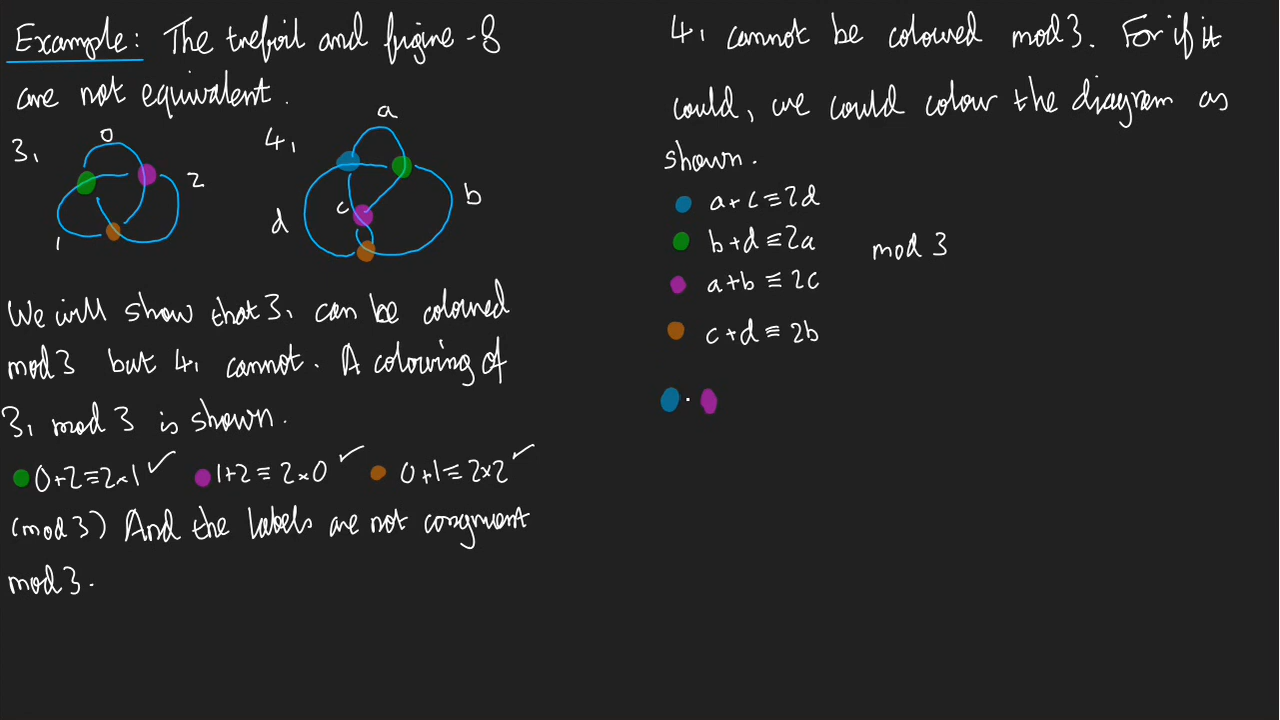 Example: The trefoil and figure-8
are not equivalent.
3₁ 0 2 1
4₁ a b c d
We will show that 3₁ can be coloured
mod 3 but 4₁ cannot. A colouring of
3₁ mod 3 is shown.
0+2≡2×1 ✓ 1+2≡2×0 ✓ 0+1≡2×2 ✓
(mod 3) And the labels are not congruent
mod 3.
4₁ cannot be coloured mod 3. For if it
could, we could colour the diagram as
shown.
a+c≡2d
b+d≡2a mod 3
a+b≡2c
c+d≡2b